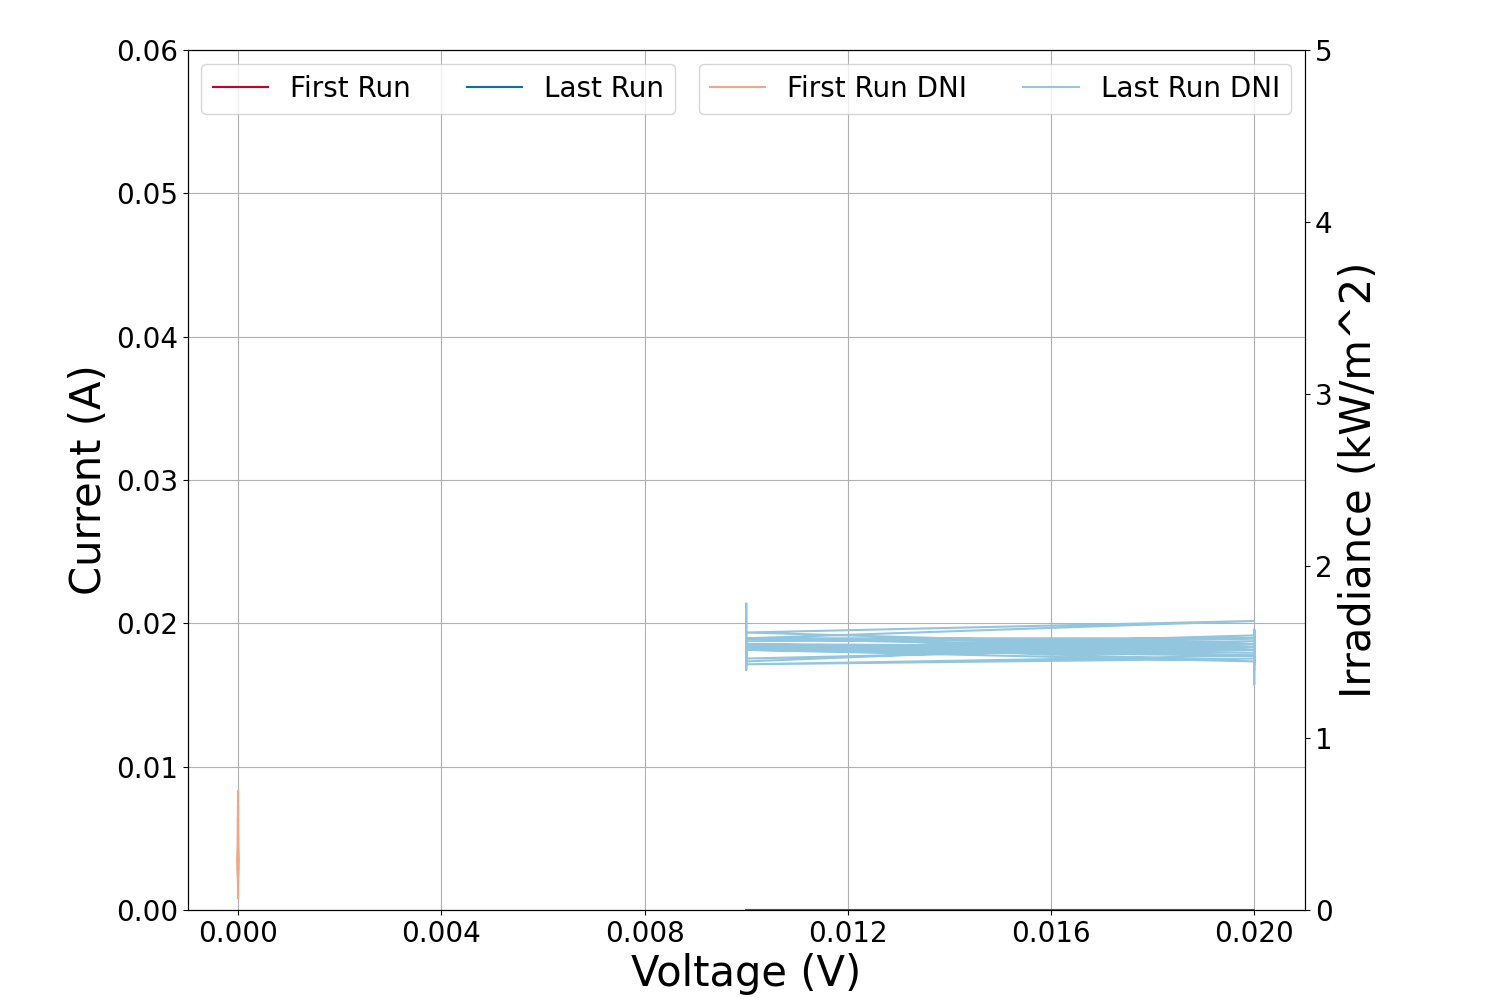 First Run
Last Run
First Run DNI
Last Run DNI
0.06
0.05
0.04
0.03
0.02
0.01
0.00
Current (A)
5
4
3
2
1
0
Irradiance (kW/m^2)
0.000 0.004 0.008 0.012 0.016 0.020
Voltage (V)